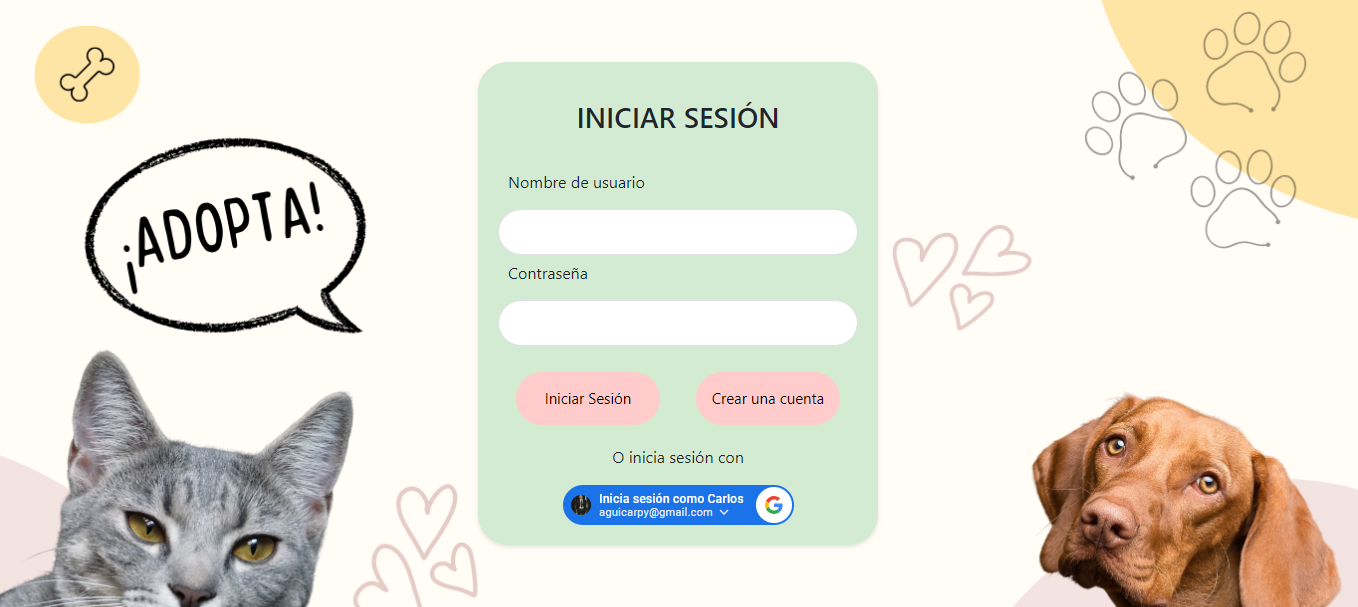 ¡ADOPTA!
INICIAR SESIÓN
Nombre de usuario
Contraseña
Iniciar Sesión
Crear una cuenta
O inicia sesión con
Inicia sesión como Carlos
aguicarpy@gmail.com